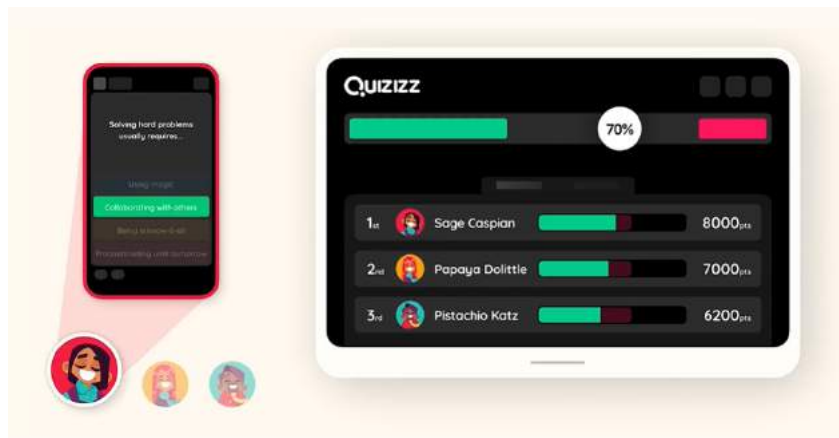 Solving hard problems
usually requires...
Using magic
Collaborating with others
Being a know-it-all
Procrastinating until tomorrow
Quizizz
70%
1st Sage Caspian 8000pts
2nd Papaya Dolittle 7000pts
3rd Pistachio Katz 6200pts